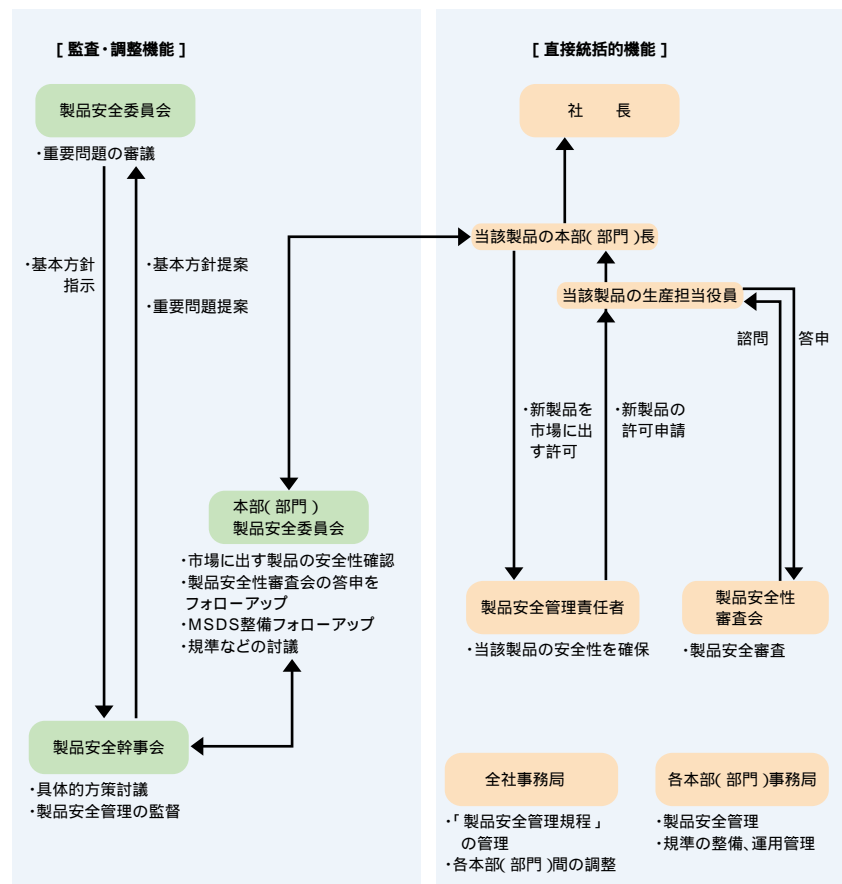 [ 監査・調整機能 ]
製品安全委員会
・重要問題の審議
・基本方針
指示
・基本方針提案
・重要問題提案
本部( 部門 )
製品安全委員会
・市場に出す製品の安全性確認
・製品安全性審査会の答申を
フォローアップ
・MSDS整備フォローアップ
・規準などの討議
製品安全幹事会
・具体的方策討議
・製品安全管理の監督
[ 直接統括的機能 ]
社　　長
当該製品の本部( 部門 )長
当該製品の生産担当役員
諮問
答申
・新製品を
市場に出
す許可
・新製品の
許可申請
製品安全管理責任者
・当該製品の安全性を確保
製品安全性
審査会
・製品安全審査
全社事務局
・「 製品安全管理規程 」
の管理
・各本部( 部門 )間の調整
各本部( 部門 )事務局
・製品安全管理
・規準の整備、運用管理